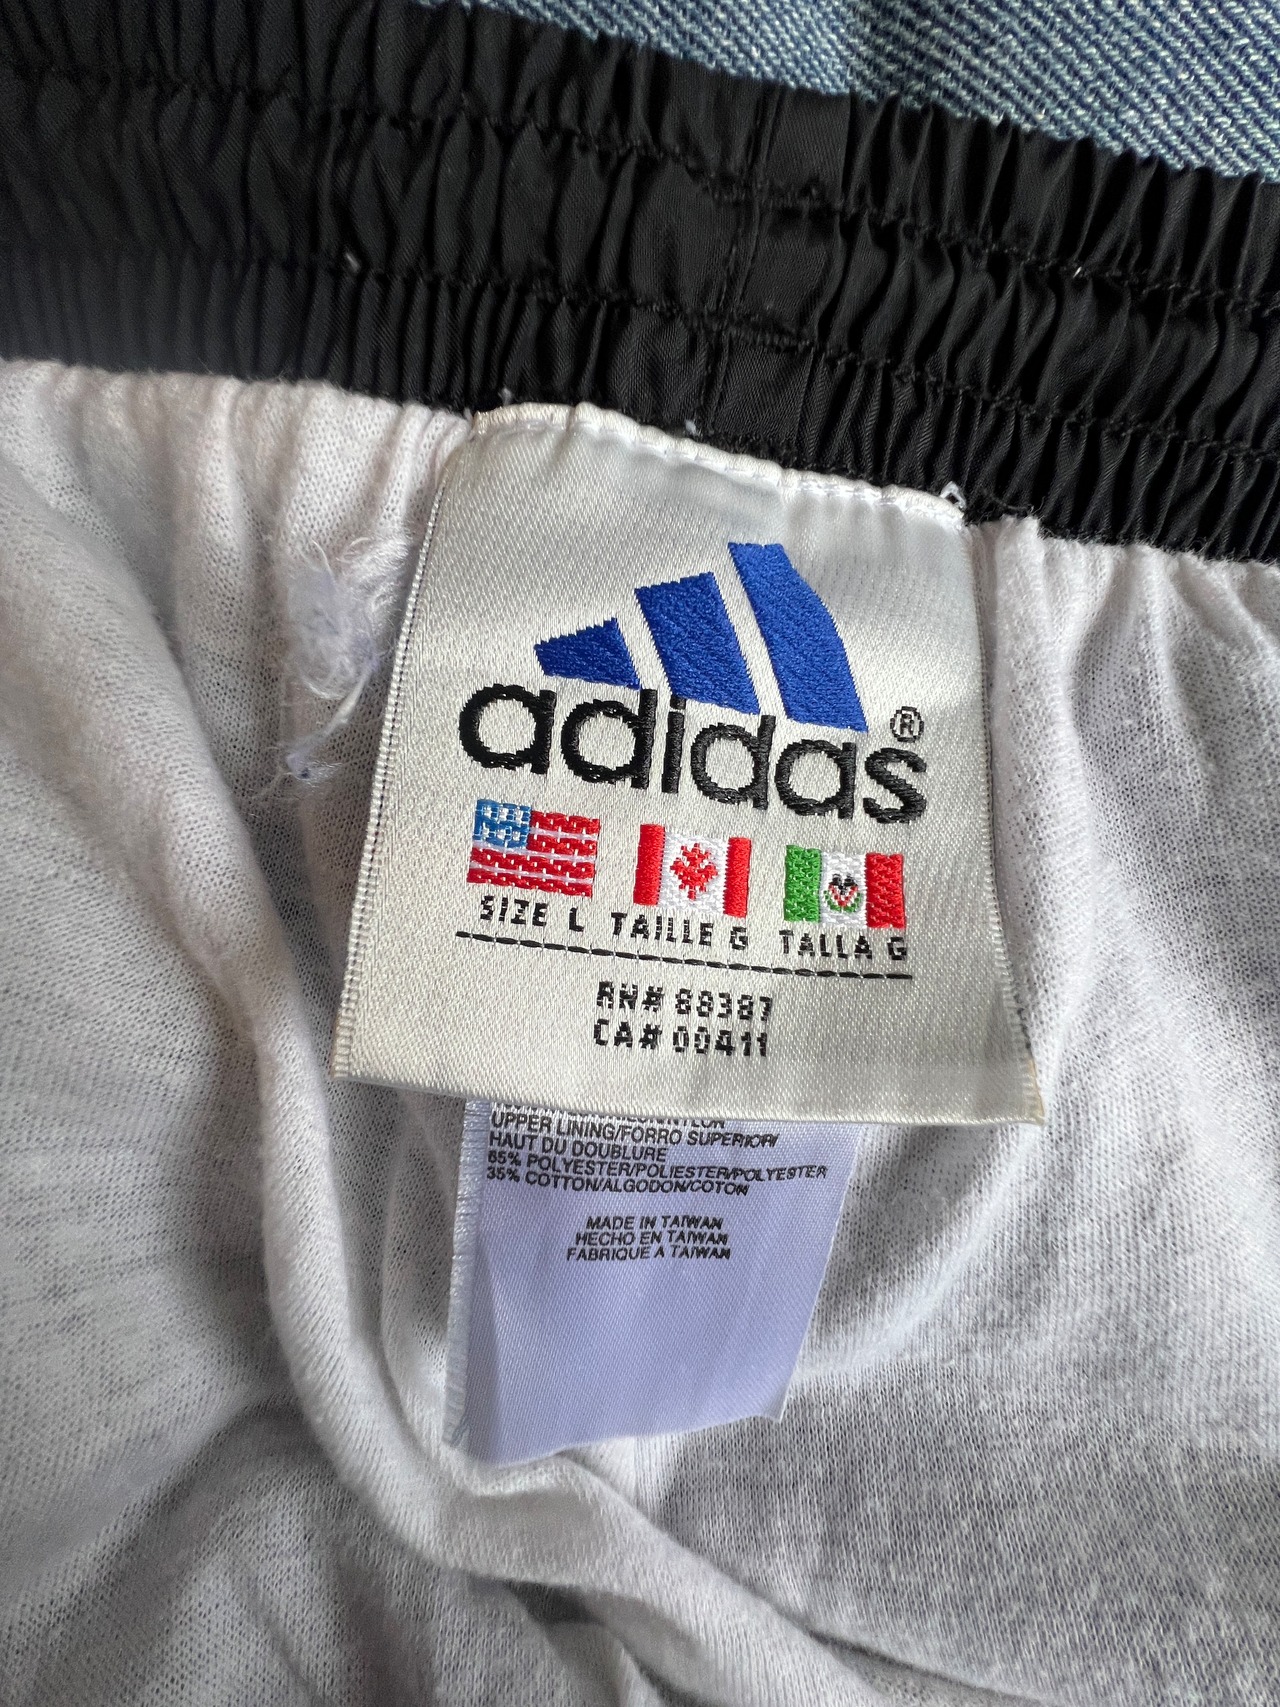 adidas®
SIZE L TAILLE G TALLA G
RN# 88387
CA# 00411
UPPER LINING/FORRO SUPERIOR/
HAUT DU DOUBLURE
65% POLYESTER/POLIESTER/POLYESTER
35% COTTON/ALGODON/COTON
MADE IN TAIWAN
HECHO EN TAIWAN
FABRIQUE A TAIWAN